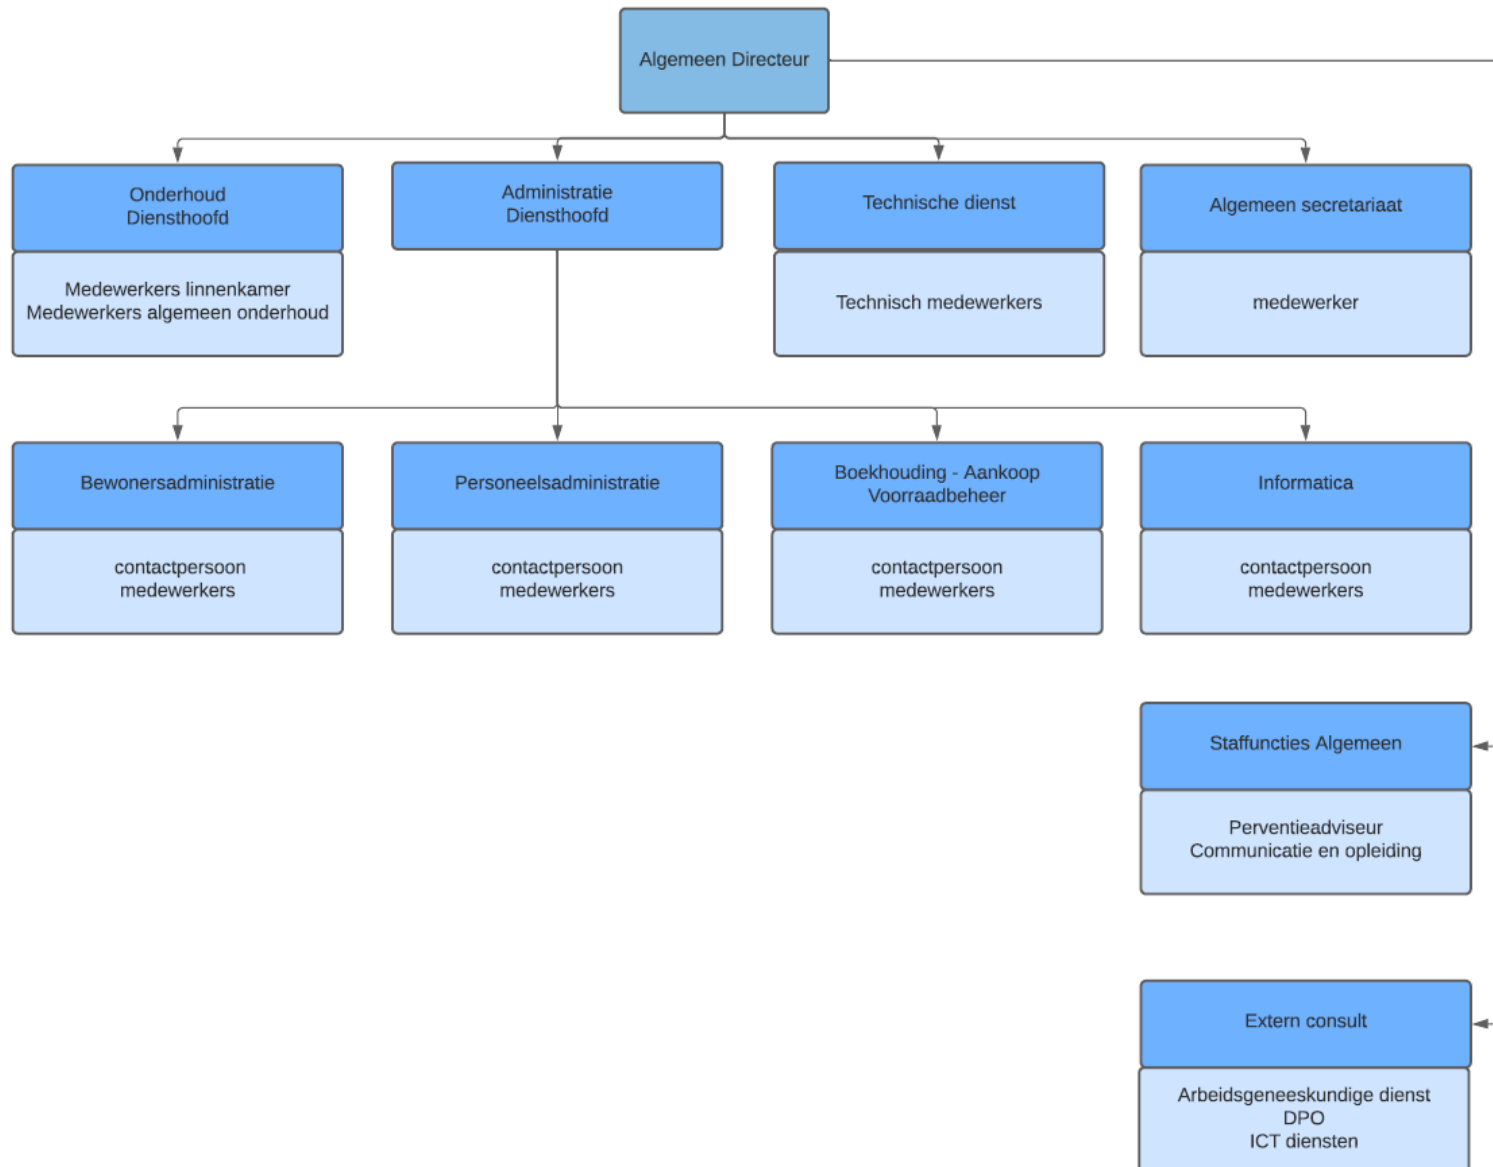 Algemeen Directeur
Onderhoud
Diensthoofd
Medewerkers linnenkamer
Medewerkers algemeen onderhoud
Administratie
Diensthoofd
Technische dienst
Technisch medewerkers
Algemeen secretariaat
medewerker
Bewonersadministratie
contactpersoon
medewerkers
Personeelsadministratie
contactpersoon
medewerkers
Boekhouding - Aankoop
Voorraadbeheer
contactpersoon
medewerkers
Informatica
contactpersoon
medewerkers
Staffuncties Algemeen
Perventieadviseur
Communicatie en opleiding
Extern consult
Arbeidsgeneeskundige dienst
DPO
ICT diensten